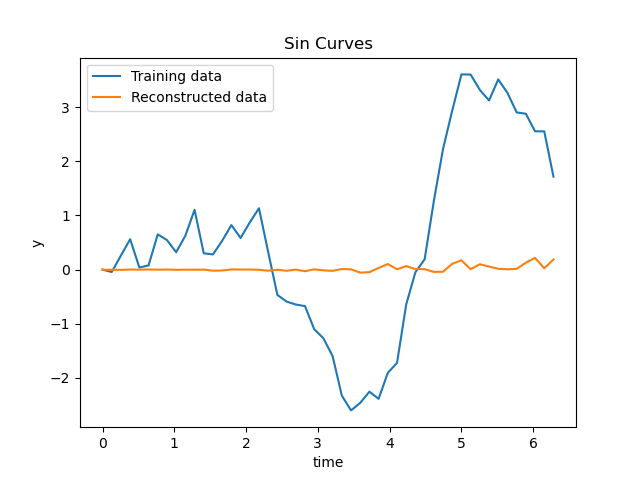 Sin Curves
Training data
Reconstructed data
3
2
1
0
−1
−2
y
0 1 2 3 4 5 6
time